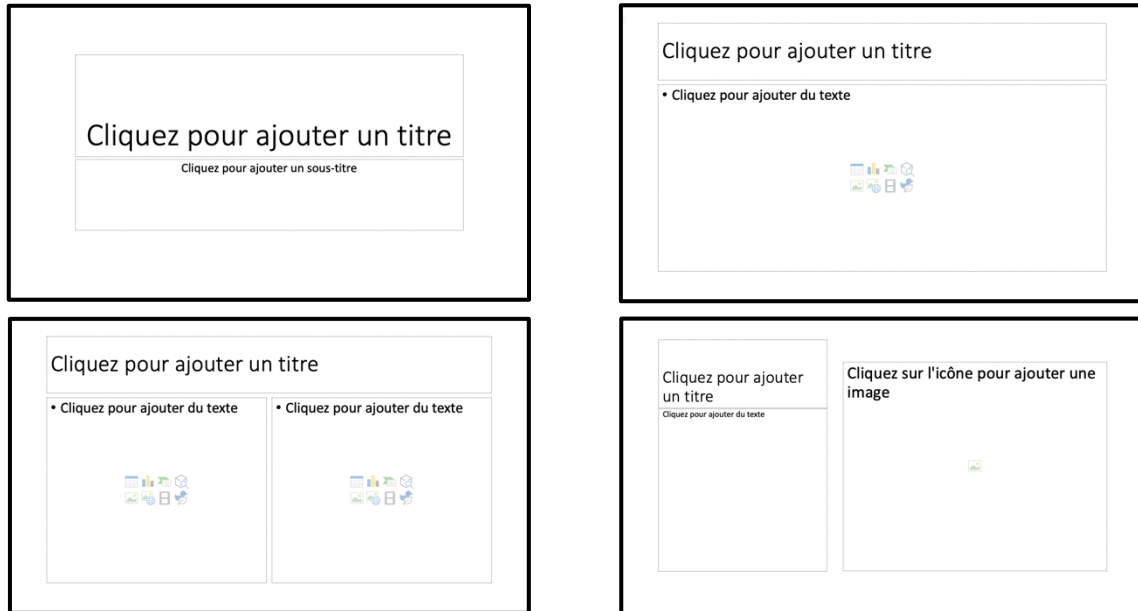 Cliquez pour ajouter un titre
Cliquez pour ajouter un sous-titre
Cliquez pour ajouter un titre
• Cliquez pour ajouter du texte
Cliquez pour ajouter un titre
• Cliquez pour ajouter du texte
• Cliquez pour ajouter du texte
Cliquez pour ajouter
un titre
Cliquez pour ajouter du texte
Cliquez sur l'icône pour ajouter une
image